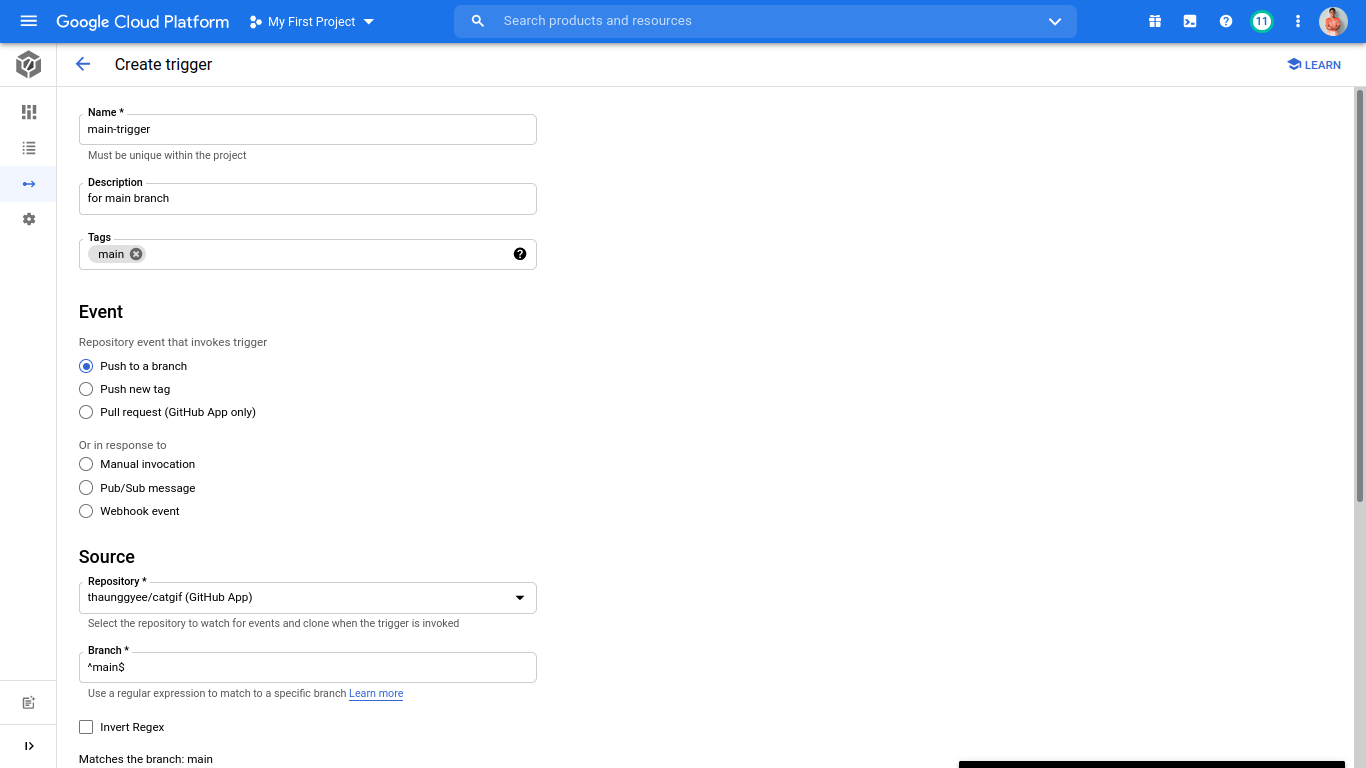 Google Cloud Platform
My First Project
Search products and resources
11
Create trigger
LEARN
Name *
main-trigger
Must be unique within the project
Description
for main branch
Tags
main
Event
Repository event that invokes trigger
Push to a branch
Push new tag
Pull request (GitHub App only)
Or in response to
Manual invocation
Pub/Sub message
Webhook event
Source
Repository *
thaunggyee/catgif (GitHub App)
Select the repository to watch for events and clone when the trigger is invoked
Branch *
^main$
Use a regular expression to match to a specific branch Learn more
Invert Regex
Matches the branch: main